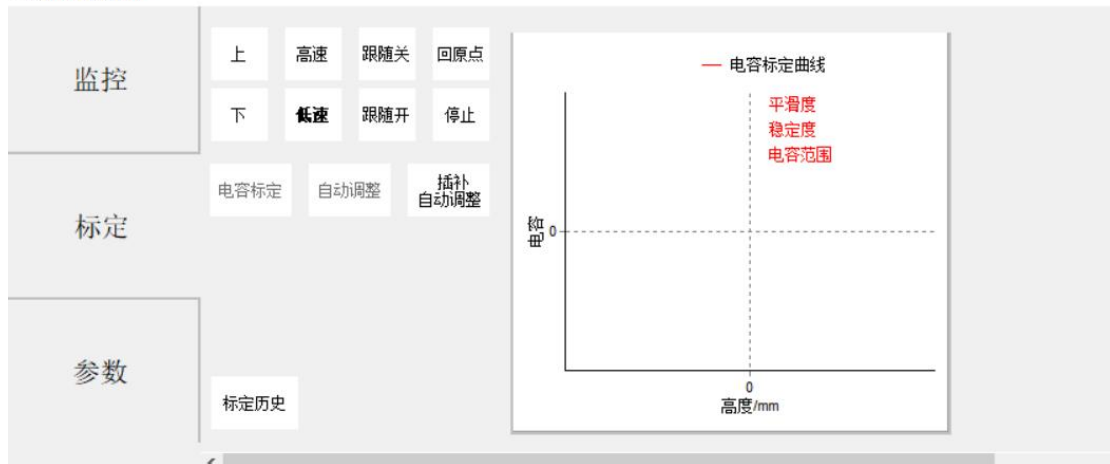 监控
标定
参数
上 高速 跟随关 回原点
下 低速 跟随开 停止
电容标定 自动调整 插补
自动调整
标定历史
电容标定曲线
平滑度
稳定度
电容范围
电容
0
0
高度/mm